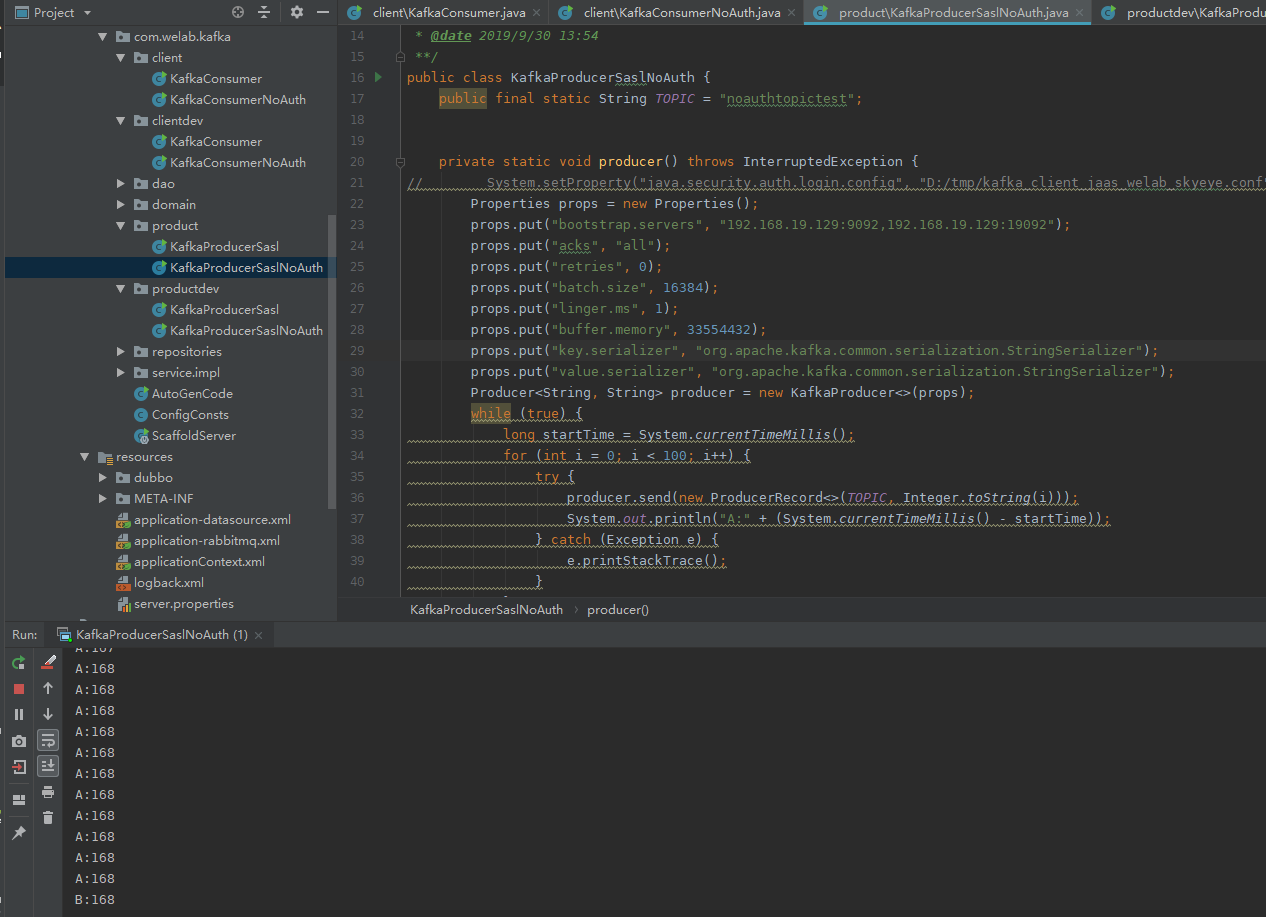 Project
client\KafkaConsumer.java
client\KafkaConsumerNoAuth.java
product\KafkaProducerSaslNoAuth.java
productdev\KafkaProdu
com.welab.kafka
client
KafkaConsumer
KafkaConsumerNoAuth
clientdev
KafkaConsumer
KafkaConsumerNoAuth
dao
domain
product
KafkaProducerSasl
KafkaProducerSaslNoAuth
productdev
KafkaProducerSasl
KafkaProducerSaslNoAuth
repositories
service.impl
AutoGenCode
ConfigConsts
ScaffoldServer
resources
dubbo
META-INF
application-datasource.xml
application-rabbitmq.xml
applicationContext.xml
logback.xml
server.properties
14 * @date 2019/9/30 13:54
15 **/
16 public class KafkaProducerSaslNoAuth {
17 public final static String TOPIC = "noauthtopictest";
18
19
20 private static void producer() throws InterruptedException {
21 // System.setProperty("java.security.auth.login.config", "D:/tmp/kafka_client_jaas_welab_skyeye.conf"
22 Properties props = new Properties();
23 props.put("bootstrap.servers", "192.168.19.129:9092,192.168.19.129:19092");
24 props.put("acks", "all");
25 props.put("retries", 0);
26 props.put("batch.size", 16384);
27 props.put("linger.ms", 1);
28 props.put("buffer.memory", 33554432);
29 props.put("key.serializer", "org.apache.kafka.common.serialization.StringSerializer");
30 props.put("value.serializer", "org.apache.kafka.common.serialization.StringSerializer");
31 Producer<String, String> producer = new KafkaProducer<>(props);
32 while (true) {
33 long startTime = System.currentTimeMillis();
34 for (int i = 0; i < 100; i++) {
35 try {
36 producer.send(new ProducerRecord<>(TOPIC, Integer.toString(i)));
37 System.out.println("A:" + (System.currentTimeMillis() - startTime));
38 } catch (Exception e) {
39 e.printStackTrace();
40 }
KafkaProducerSaslNoAuth › producer()
Run: KafkaProducerSaslNoAuth (1)
A:167
A:168
A:168
A:168
A:168
A:168
A:168
A:168
A:168
A:168
A:168
A:168
B:168